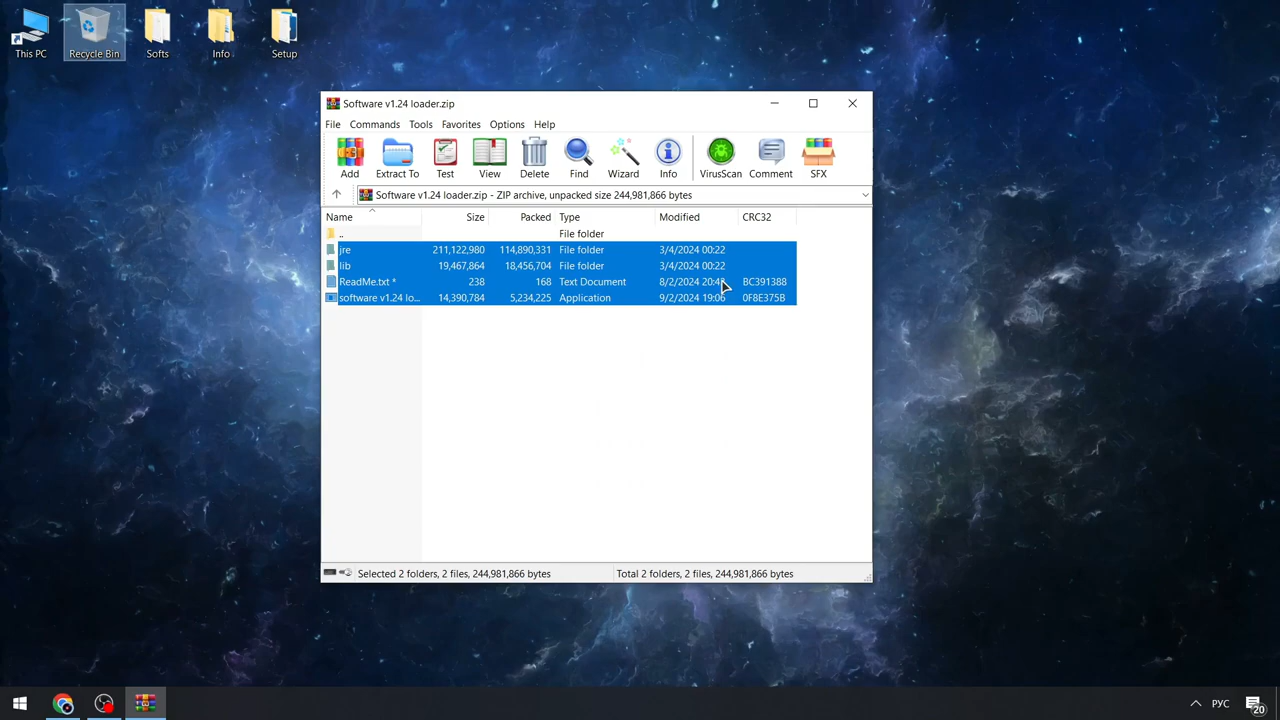 This PC
Recycle Bin
Softs
Info
Setup
Software v1.24 loader.zip
File Commands Tools Favorites Options Help
Add Extract To Test View Delete Find Wizard Info VirusScan Comment SFX
Software v1.24 loader.zip - ZIP archive, unpacked size 244,981,866 bytes
Name Size Packed Type Modified CRC32
.. File folder
jre 211,122,980 114,890,331 File folder 3/4/2024 00:22
lib 19,467,864 18,456,704 File folder 3/4/2024 00:22
ReadMe.txt * 238 168 Text Document 8/2/2024 BC391388
software v1.24 lo... 14,390,784 5,234,225 Application 9/2/2024 19:06 0F8E375B
Selected 2 folders, 2 files, 244,981,866 bytes
Total 2 folders, 2 files, 244,981,866 bytes
РУС
20